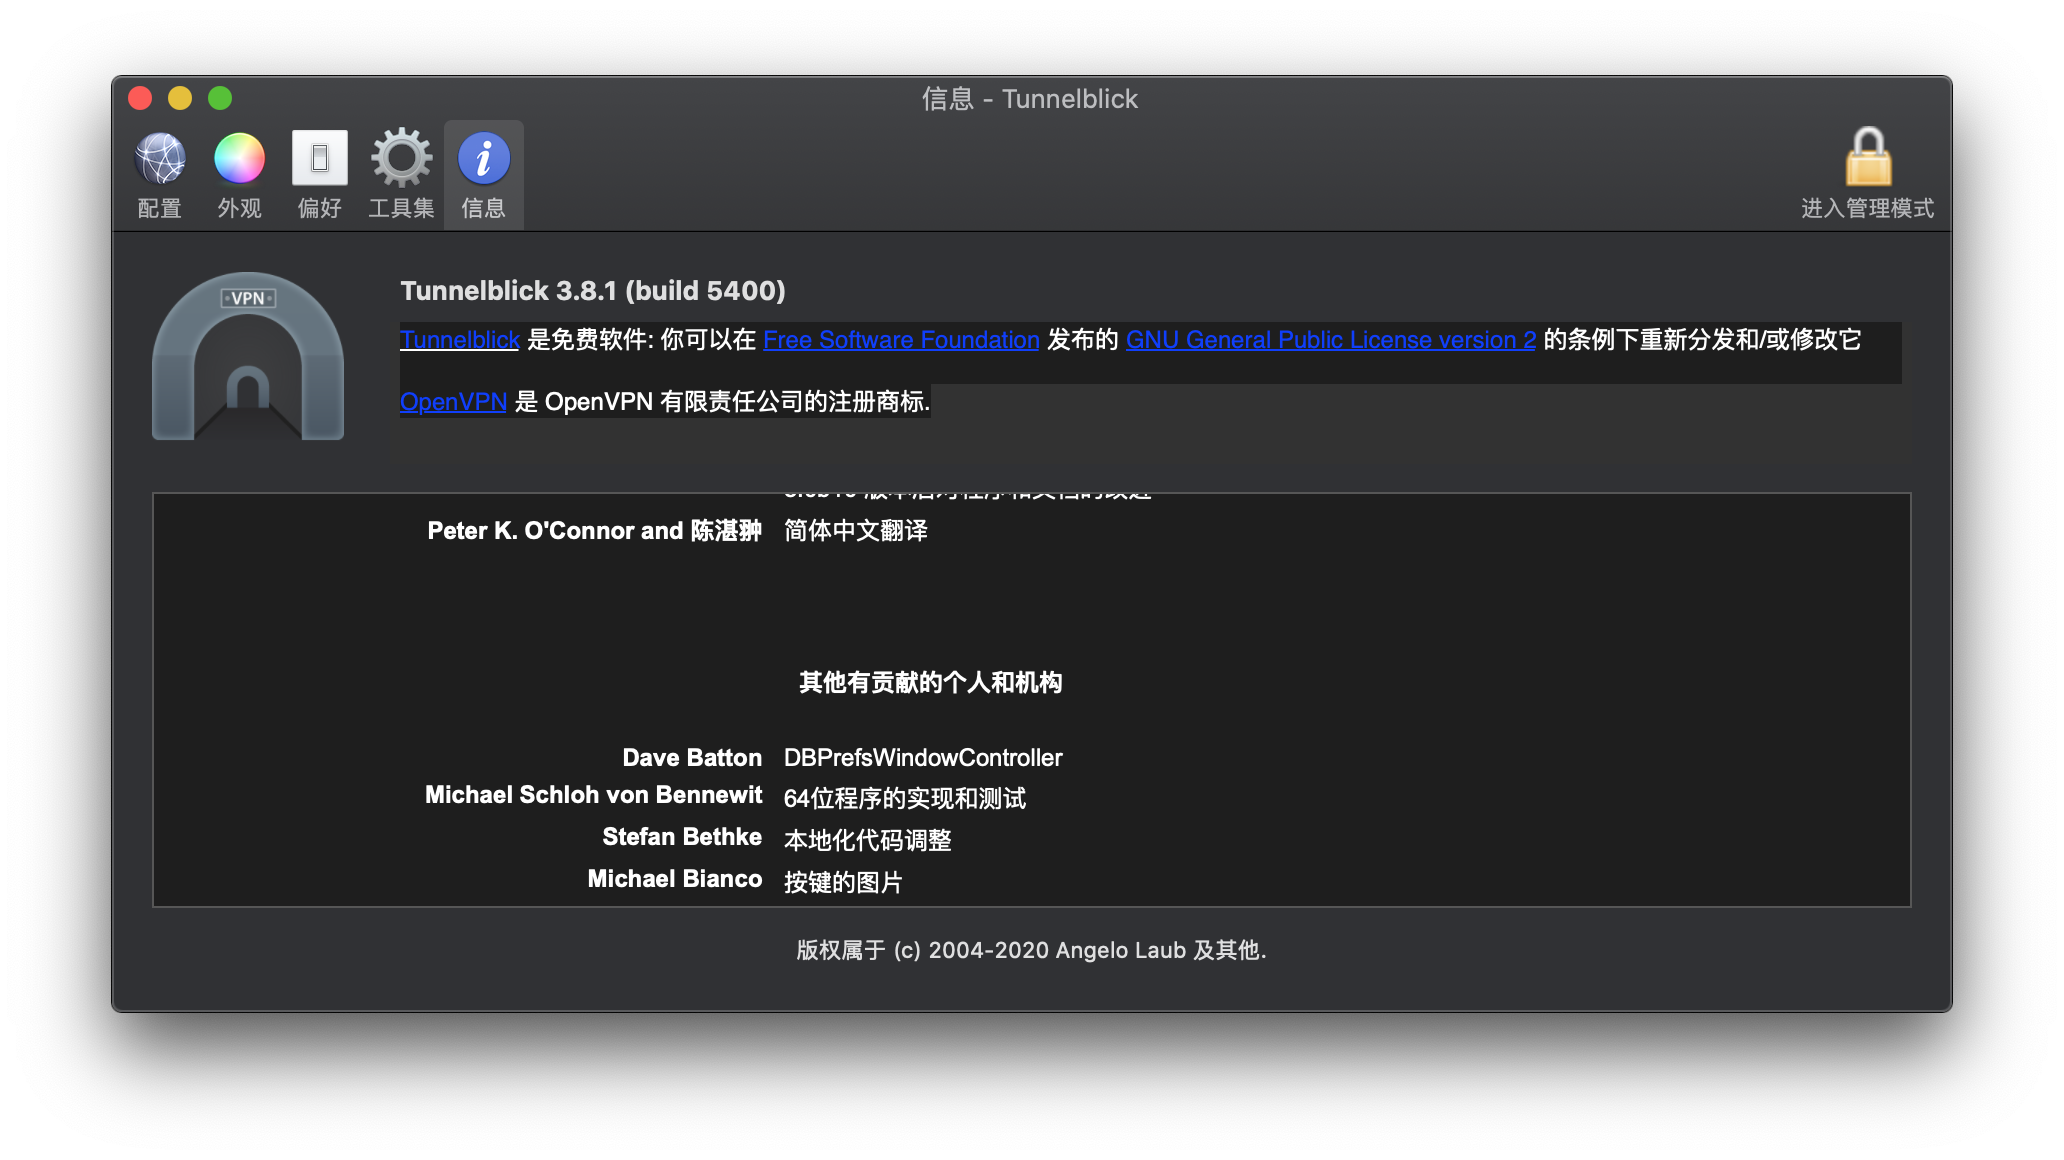 信息 - Tunnelblick
配置 外观 偏好 工具集 信息 进入管理模式
VPN
Tunnelblick 3.8.1 (build 5400)
Tunnelblick 是免费软件: 你可以在 Free Software Foundation 发布的 GNU General Public License version 2 的条例下重新分发和/或修改它
OpenVPN 是 OpenVPN 有限责任公司的注册商标.
Peter K. O'Connor and 陈湛翀 简体中文翻译
其他有贡献的个人和机构
Dave Batton DBPrefsWindowController
Michael Schloh von Bennewit 64位程序的实现和测试
Stefan Bethke 本地化代码调整
Michael Bianco 按键的图片
版权属于 (c) 2004-2020 Angelo Laub 及其他.